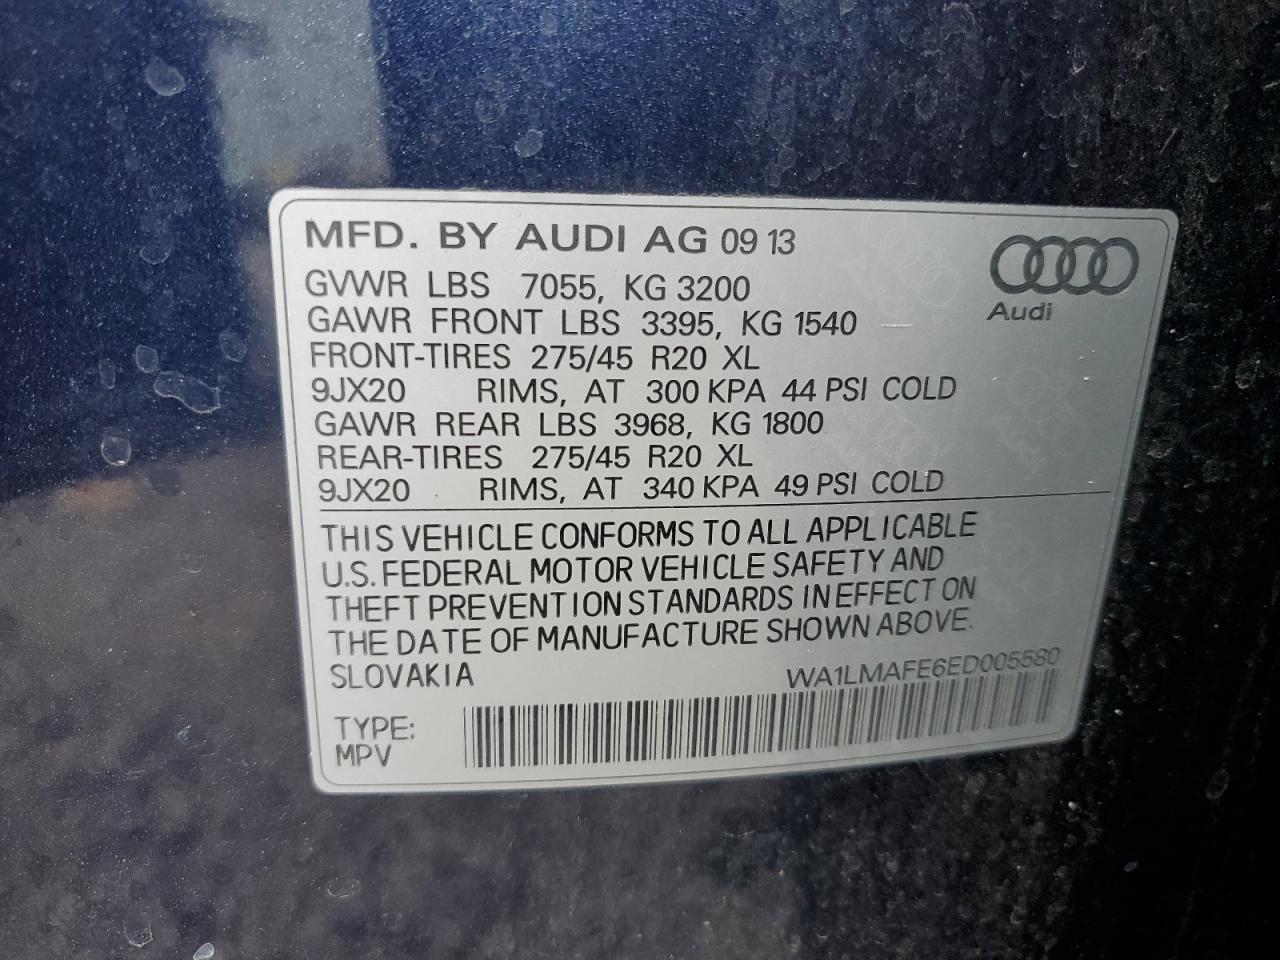 MFD. BY AUDI AG 09 13
GVWR LBS 7055, KG 3200
GAWR FRONT LBS 3395, KG 1540
Audi
FRONT-TIRES 275/45 R20 XL
9JX20 RIMS, AT 300 KPA 44 PSI COLD
GAWR REAR LBS 3968, KG 1800
REAR-TIRES 275/45 R20 XL
9JX20 RIMS, AT 340 KPA 49 PSI COLD
THIS VEHICLE CONFORMS TO ALL APPLICABLE
U.S. FEDERAL MOTOR VEHICLE SAFETY AND
THEFT PREVENTION STANDARDS IN EFFECT ON
THE DATE OF MANUFACTURE SHOWN ABOVE.
SLOVAKIA WA1LMAFE6ED005580
TYPE:
MPV